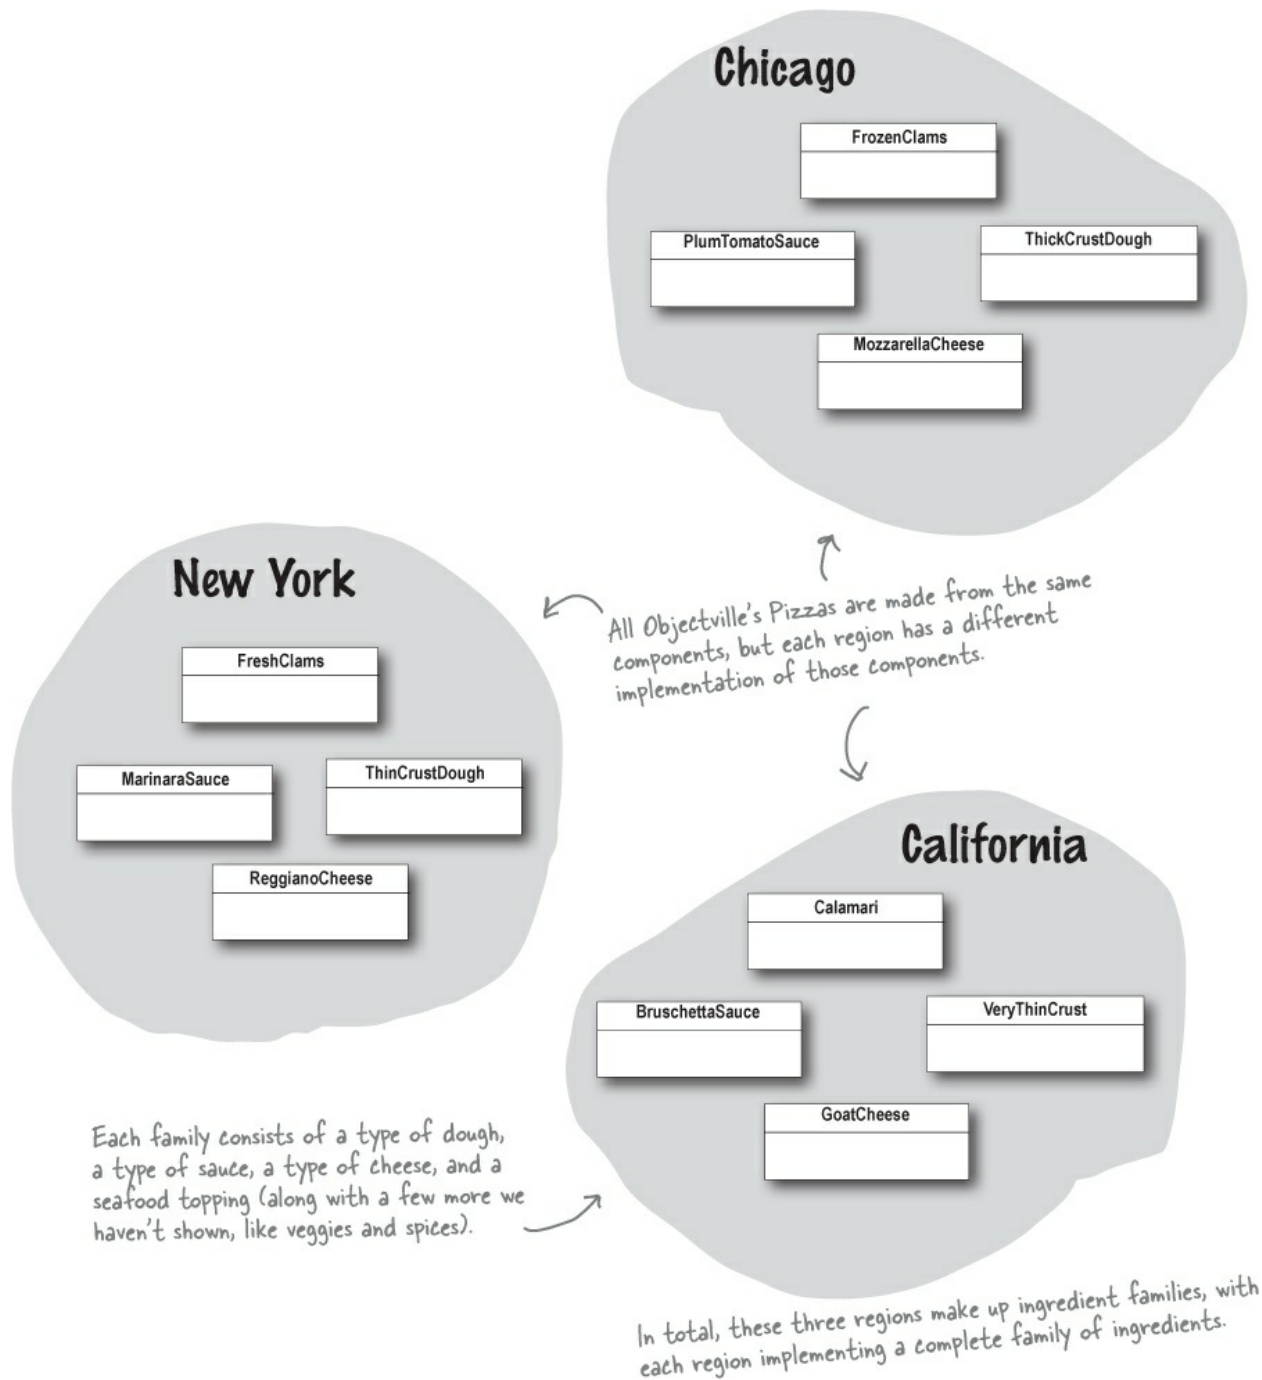 Chicago
FrozenClams
PlumTomatoSauce
ThickCrustDough
MozzarellaCheese
New York
FreshClams
MarinaraSauce
ThinCrustDough
ReggianoCheese
All Objectville's Pizzas are made from the same
components, but each region has a different
implementation of those components.
California
Calamari
BruschettaSauce
VeryThinCrust
GoatCheese
Each family consists of a type of dough,
a type of sauce, a type of cheese, and a
seafood topping (along with a few more we
haven't shown, like veggies and spices).
In total, these three regions make up ingredient families, with
each region implementing a complete family of ingredients.